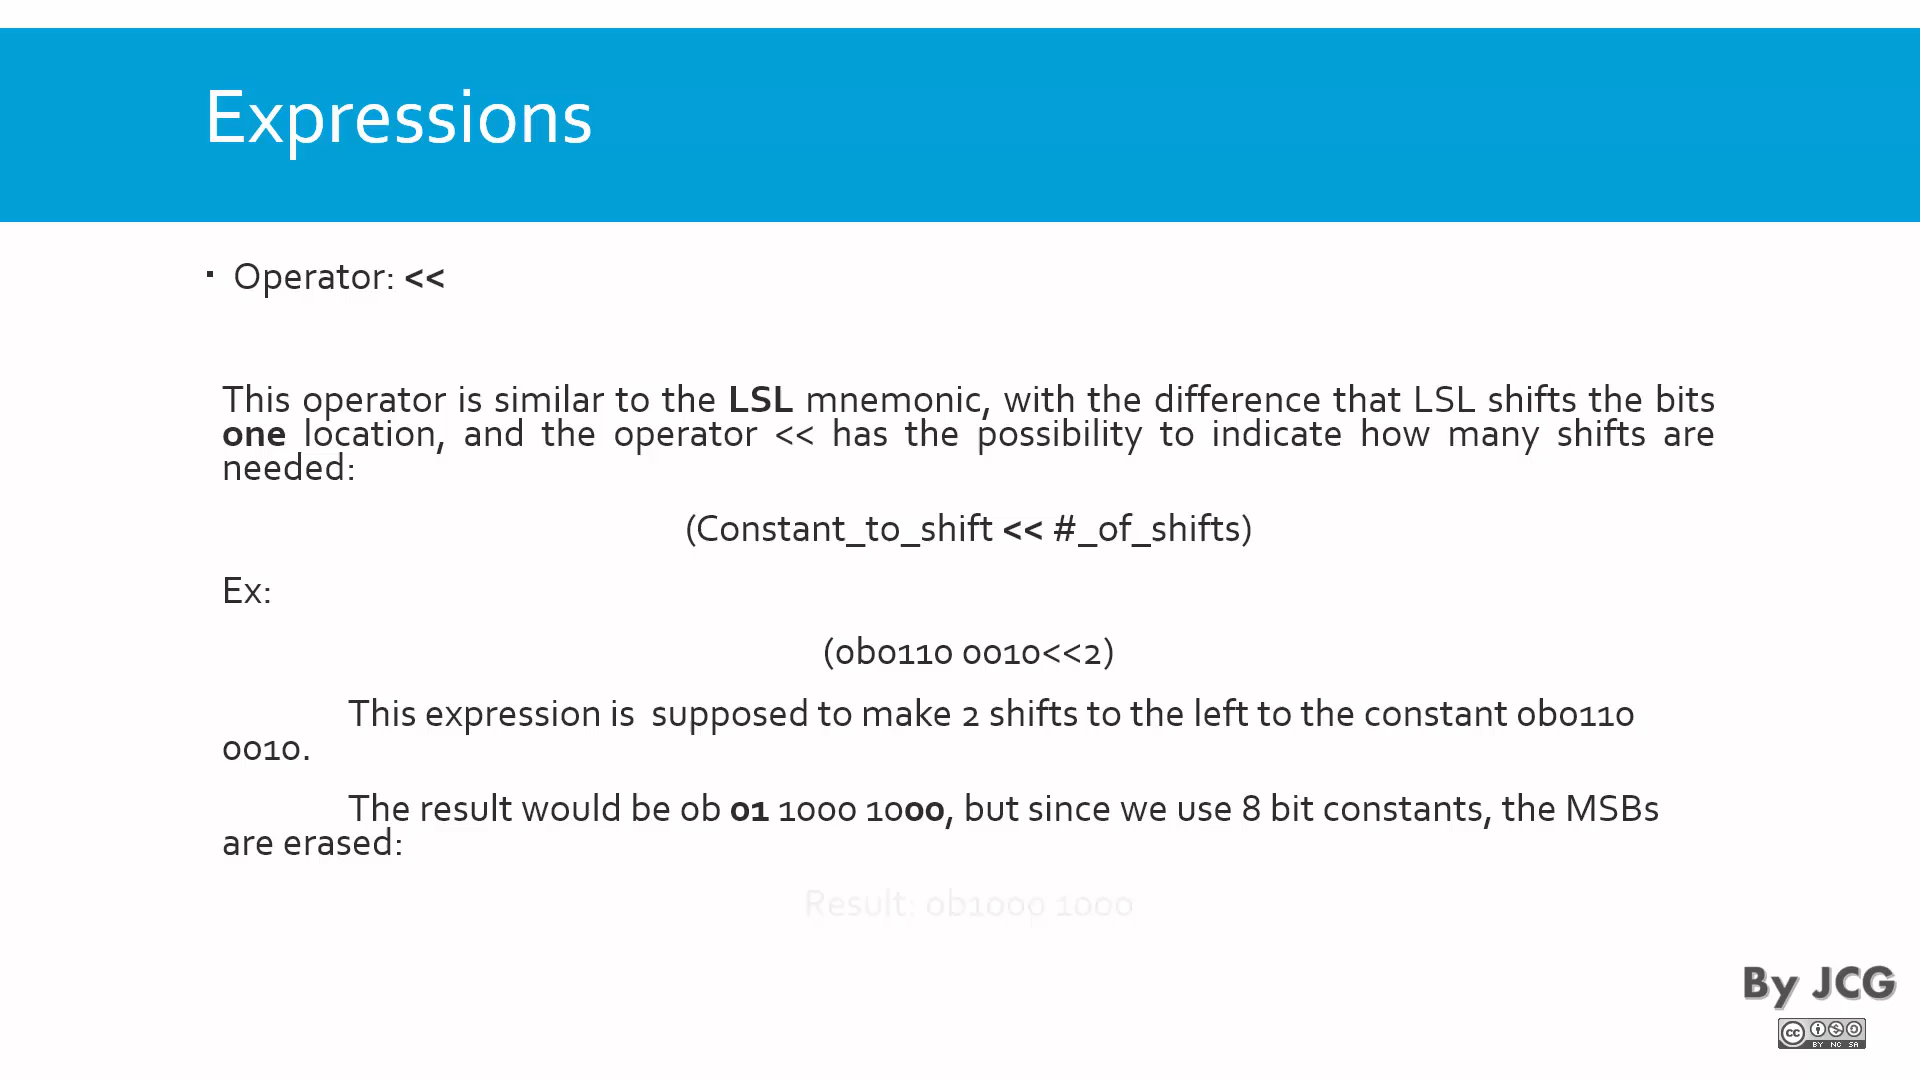 Expressions
▪ Operator: <<
This operator is similar to the LSL mnemonic, with the difference that LSL shifts the bits
one location, and the operator << has the possibility to indicate how many shifts are
needed:
(Constant_to_shift << #_of_shifts)
Ex:
(0b0110 0010<<2)
This expression is  supposed to make 2 shifts to the left to the constant 0b0110
0010.
The result would be 0b 01 1000 1000, but since we use 8 bit constants, the MSBs
are erased:
Result: 0b1000 1000
By JCG
cc
BY NC SA